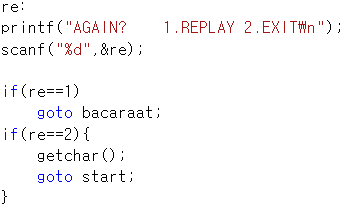 re:
printf("AGAIN?    1.REPLAY 2.EXIT₩n");
scanf("%d",&re);
if(re==1)
    goto bacaraat;
if(re==2){
    getchar();
    goto start;
}